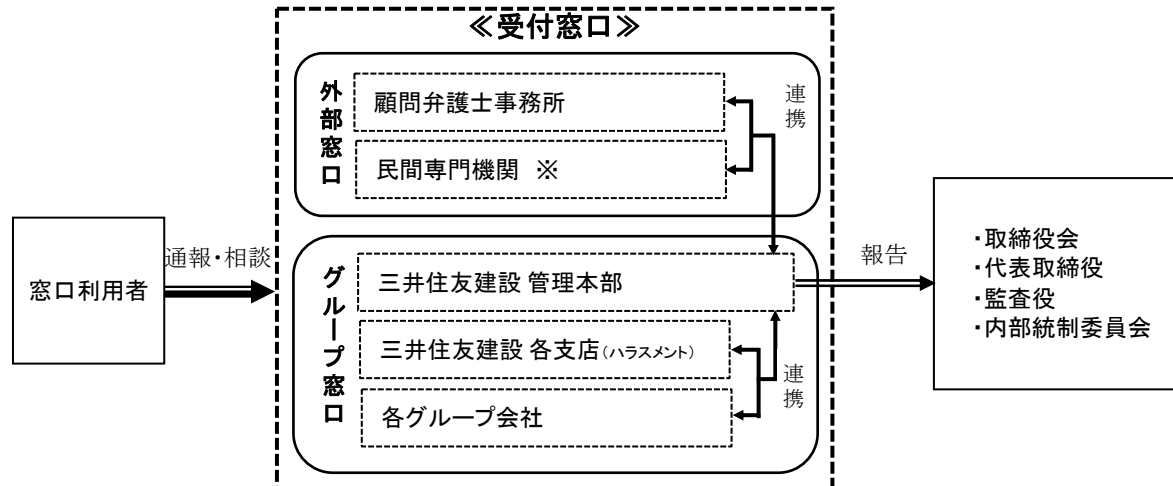 ≪受付窓口≫
外部窓口
顧問弁護士事務所
民間専門機関 ※
連携
窓口利用者
通報・相談
グループ窓口
三井住友建設 管理本部
三井住友建設 各支店(ハラスメント)
各グループ会社
連携
報告
・取締役会
・代表取締役
・監査役
・内部統制委員会